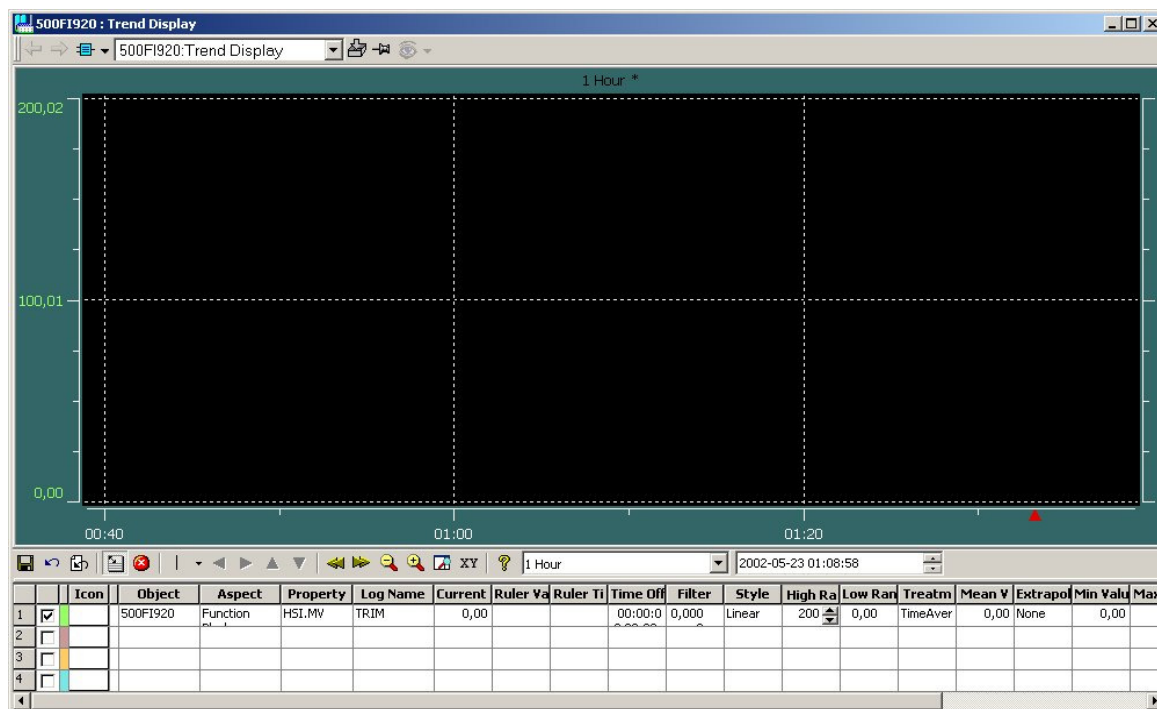 500FI920 : Trend Display
500FI920:Trend Display
1 Hour *
200,02
100,01
0,00
00:40 01:00 01:20
XY 1 Hour 2002-05-23 01:08:58
Icon Object Aspect Property Log Name Current Ruler Va Ruler Ti Time Off Filter Style High Ra Low Ran Treatm Mean V Extrapol Min Valu Max
1 500FI920 Function HSI.MV TRIM 0,00 00:00:0 0,000 Linear 200 0,00 TimeAver 0,00 None 0,00
2
3
4